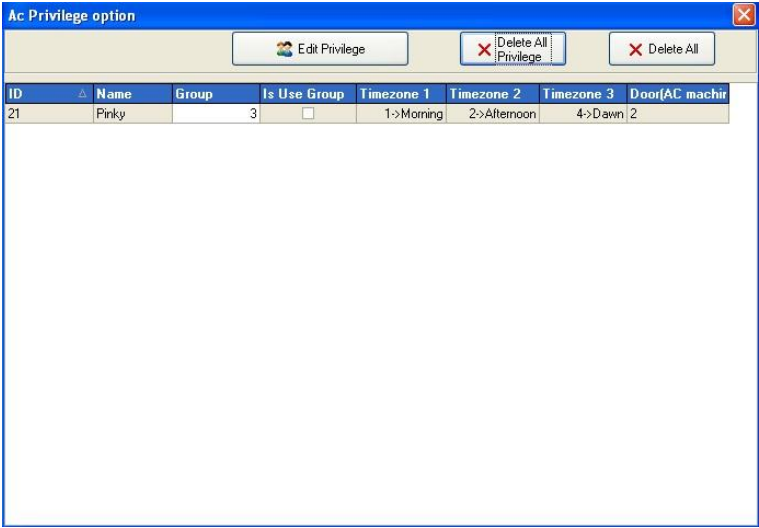 Ac Privilege option
Edit Privilege
Delete All
Privilege
Delete All
ID Name Group Is Use Group Timezone 1 Timezone 2 Timezone 3 Door(AC machin
21 Pinky 3 1->Morning 2->Afternoon 4->Dawn 2